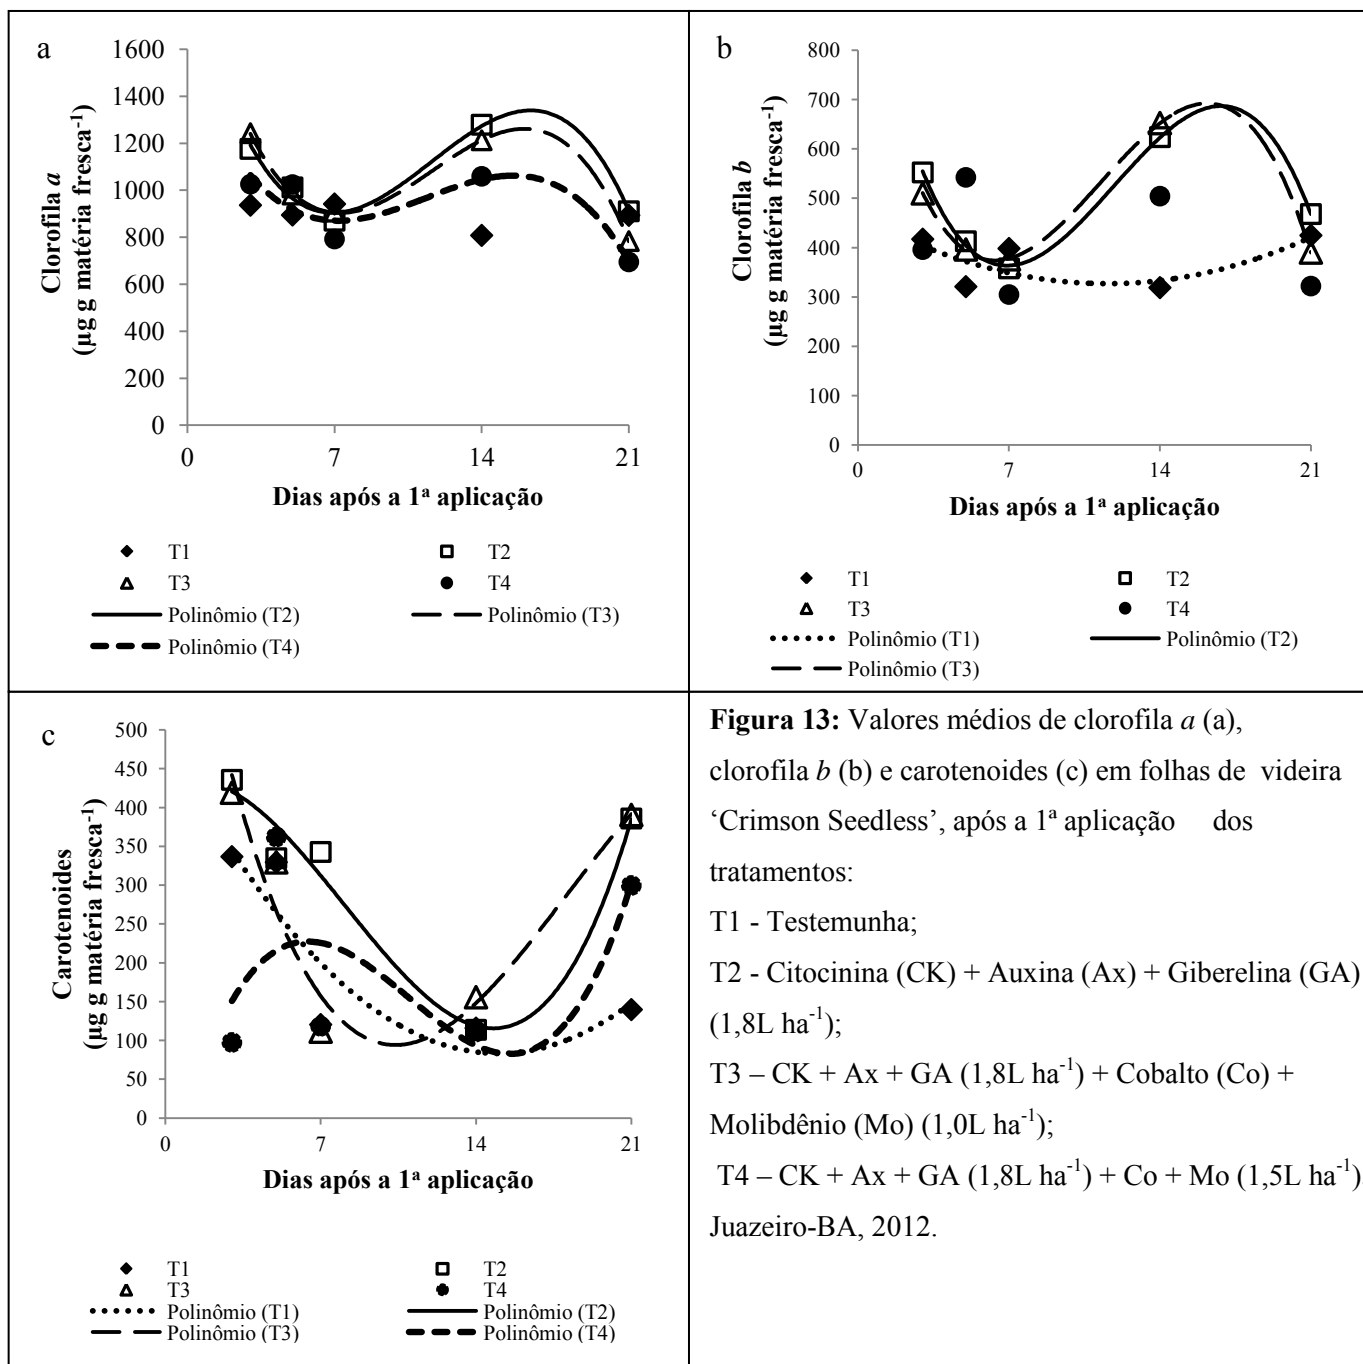 a
1600
1400
1200
1000
800
600
400
200
0
0 7 14 21
Clorofila a
(µg g matéria fresca-1)
Dias após a 1ª aplicação
T1 T2
T3 T4
Polinômio (T2) Polinômio (T3)
Polinômio (T4)
b
800
700
600
500
400
300
200
100
0
0 7 14 21
Clorofila b
(µg g matéria fresca-1)
Dias após a 1ª aplicação
T1 T2
T3 T4
Polinômio (T1) Polinômio (T2)
Polinômio (T3)
c
500
450
400
350
300
250
200
150
100
50
0
0 7 14 21
Carotenoides
(µg g matéria fresca-1)
Dias após a 1ª aplicação
T1 T2
T3 T4
Polinômio (T1) Polinômio (T2)
Polinômio (T3) Polinômio (T4)
Figura 13: Valores médios de clorofila a (a),
clorofila b (b) e carotenoides (c) em folhas de videira
‘Crimson Seedless’, após a 1ª aplicação dos
tratamentos:
T1 - Testemunha;
T2 - Citocinina (CK) + Auxina (Ax) + Giberelina (GA)
(1,8L ha-1);
T3 – CK + Ax + GA (1,8L ha-1) + Cobalto (Co) +
Molibdênio (Mo) (1,0L ha-1);
T4 – CK + Ax + GA (1,8L ha-1) + Co + Mo (1,5L ha-1)
Juazeiro-BA, 2012.